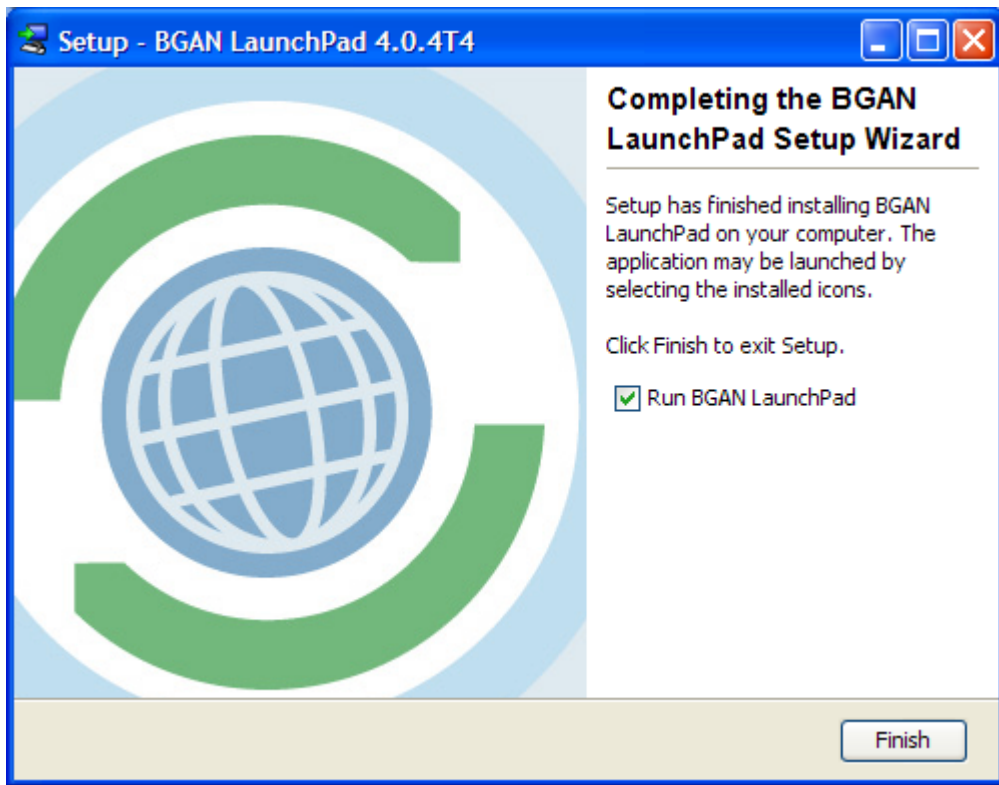 Setup - BGAN LaunchPad 4.0.4T4
Completing the BGAN
LaunchPad Setup Wizard
Setup has finished installing BGAN
LaunchPad on your computer. The
application may be launched by
selecting the installed icons.
Click Finish to exit Setup.
Run BGAN LaunchPad
Finish